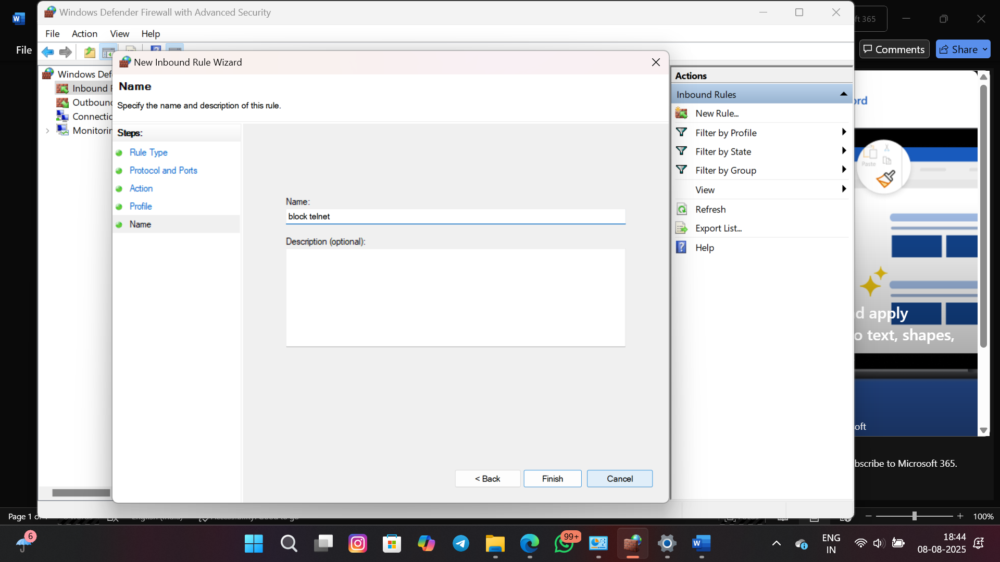 Windows Defender Firewall with Advanced Security
ft 365
File Action View Help
File
Comments
Share
New Inbound Rule Wizard
Name
Specify the name and description of this rule.
Windows Def
Inbound
Outbound
Connectio
Monitorin
Steps:
Rule Type
Protocol and Ports
Action
Profile
Name
Name:
block telnet
Description (optional):
< Back
Finish
Cancel
Actions
Inbound Rules
New Rule...
Filter by Profile
Filter by State
Filter by Group
View
Refresh
Export List...
Help
ord
Paste
d apply
o text, shapes,
oft
bscribe to Microsoft 365.
Page 1 of
100%
6
99+
ENG
IN
18:44
08-08-2025